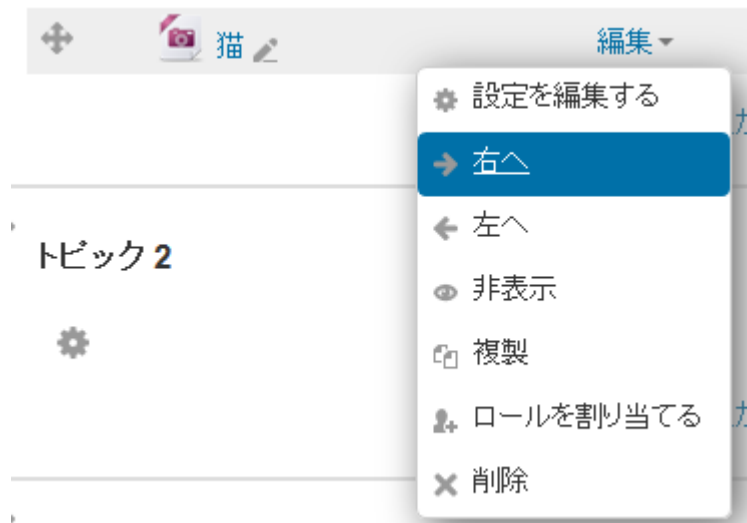 猫
編集
設定を編集する
右へ
左へ
トピック 2
非表示
複製
ロールを割り当てる
削除